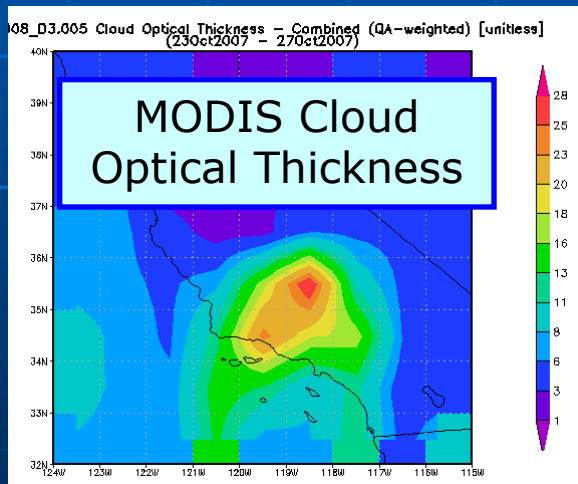 08_D3.005 Cloud Optical Thickness – Combined (QA–weighted) [unitless]
(23Oct2007 – 27Oct2007)
MODIS Cloud
Optical Thickness
40N
39N
38N
37N
36N
35N
34N
33N
32N
124W 123W 122W 121W 120W 119W 118W 117W 116W 115W
28
25
23
20
18
16
13
11
8
6
3
1